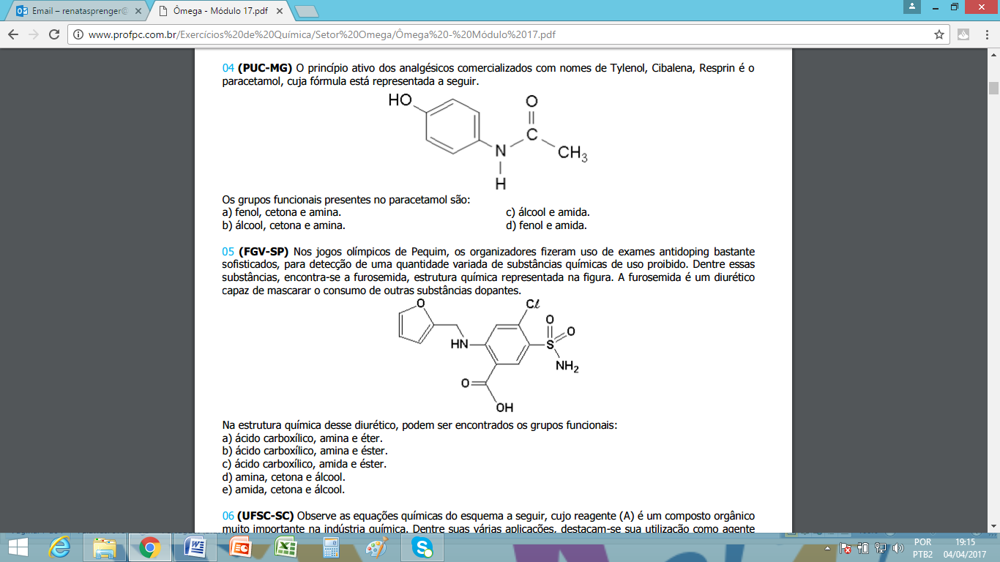 Email – renatasprenger@
Ômega - Módulo 17.pdf
www.profpc.com.br/Exercícios%20de%20Química/Setor%20Omega/Ômega%20-%20Módulo%2017.pdf
04 (PUC-MG) O princípio ativo dos analgésicos comercializados com nomes de Tylenol, Cibalena, Resprin é o
paracetamol, cuja fórmula está representada a seguir.
HO
O
C
N
CH3
H
Os grupos funcionais presentes no paracetamol são:
a) fenol, cetona e amina.
c) álcool e amida.
b) álcool, cetona e amina.
d) fenol e amida.
05 (FGV-SP) Nos jogos olímpicos de Pequim, os organizadores fizeram uso de exames antidoping bastante
sofisticados, para detecção de uma quantidade variada de substâncias químicas de uso proibido. Dentre essas
substâncias, encontra-se a furosemida, estrutura química representada na figura. A furosemida é um diurético
capaz de mascarar o consumo de outras substâncias dopantes.
O
Cℓ
O
O
HN
S
NH2
O
OH
Na estrutura química desse diurético, podem ser encontrados os grupos funcionais:
a) ácido carboxílico, amina e éter.
b) ácido carboxílico, amina e éster.
c) ácido carboxílico, amida e éster.
d) amina, cetona e álcool.
e) amida, cetona e álcool.
06 (UFSC-SC) Observe as equações químicas do esquema a seguir, cujo reagente (A) é um composto orgânico
muito importante na indústria química. Dentre suas várias aplicações, destacam-se sua utilização como agente
POR
19:15
PTB2
04/04/2017